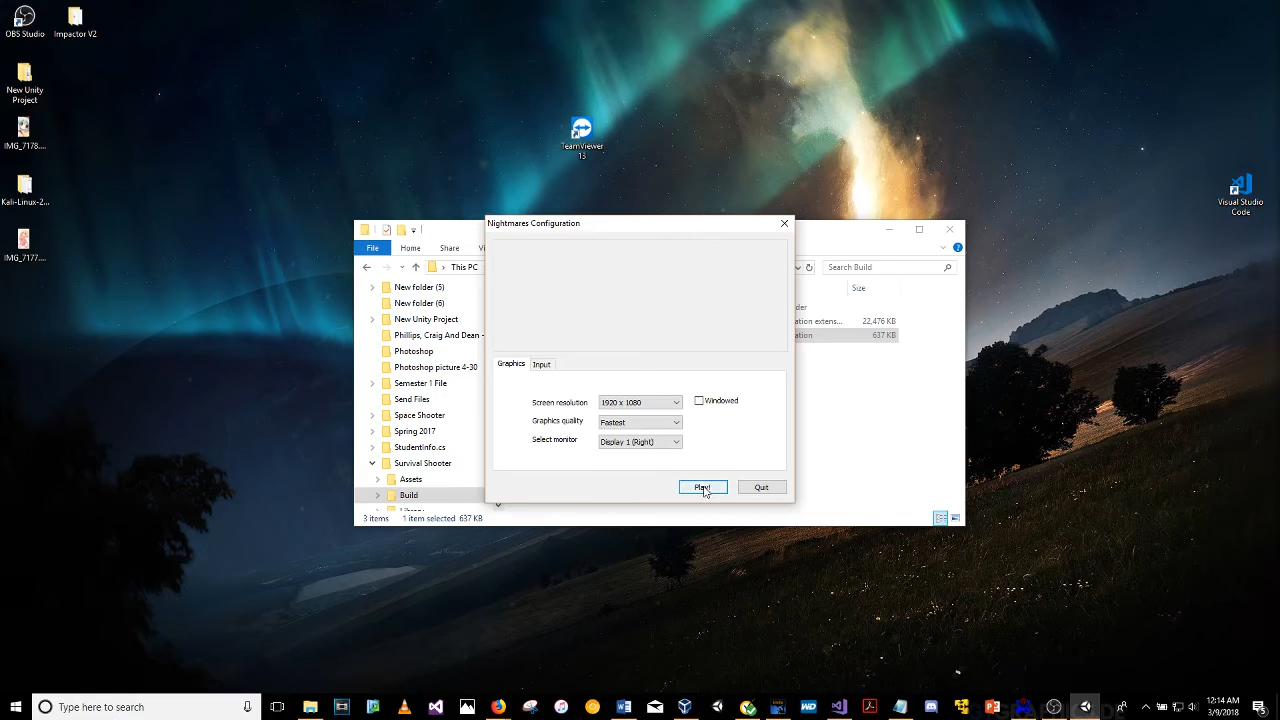 OBS Studio
Impactor V2
New Unity
Project
IMG_7178....
Kali-Linux-2...
IMG_7177....
TeamViewer
13
Visual Studio
Code
Nightmares Configuration
File
Home
Share
This PC
Search Build
New folder (5)
New folder (6)
New Unity Project
Phillips, Craig And Dean -
Photoshop
Photoshop picture 4-30
Semester 1 File
Send Files
Space Shooter
Spring 2017
StudentInfo.cs
Survival Shooter
Assets
Build
Size
ation extens...
22,476 KB
ation
637 KB
Graphics
Input
Screen resolution
1920 x 1080
Windowed
Graphics quality
Fastest
Select monitor
Display 1 (Right)
Play!
Quit
3 items
1 item selected 637 KB
Type here to search
12:14 AM
3/9/2018